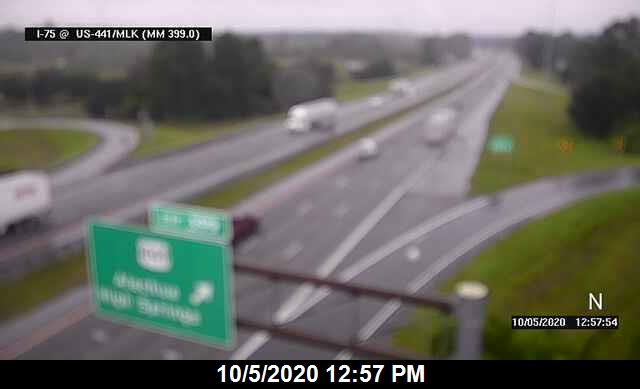 I-75 @ US-441/MLK (MM 399.0)
441
Alachua
High Springs
N
10/05/2020 12:57:54
10/5/2020 12:57 PM